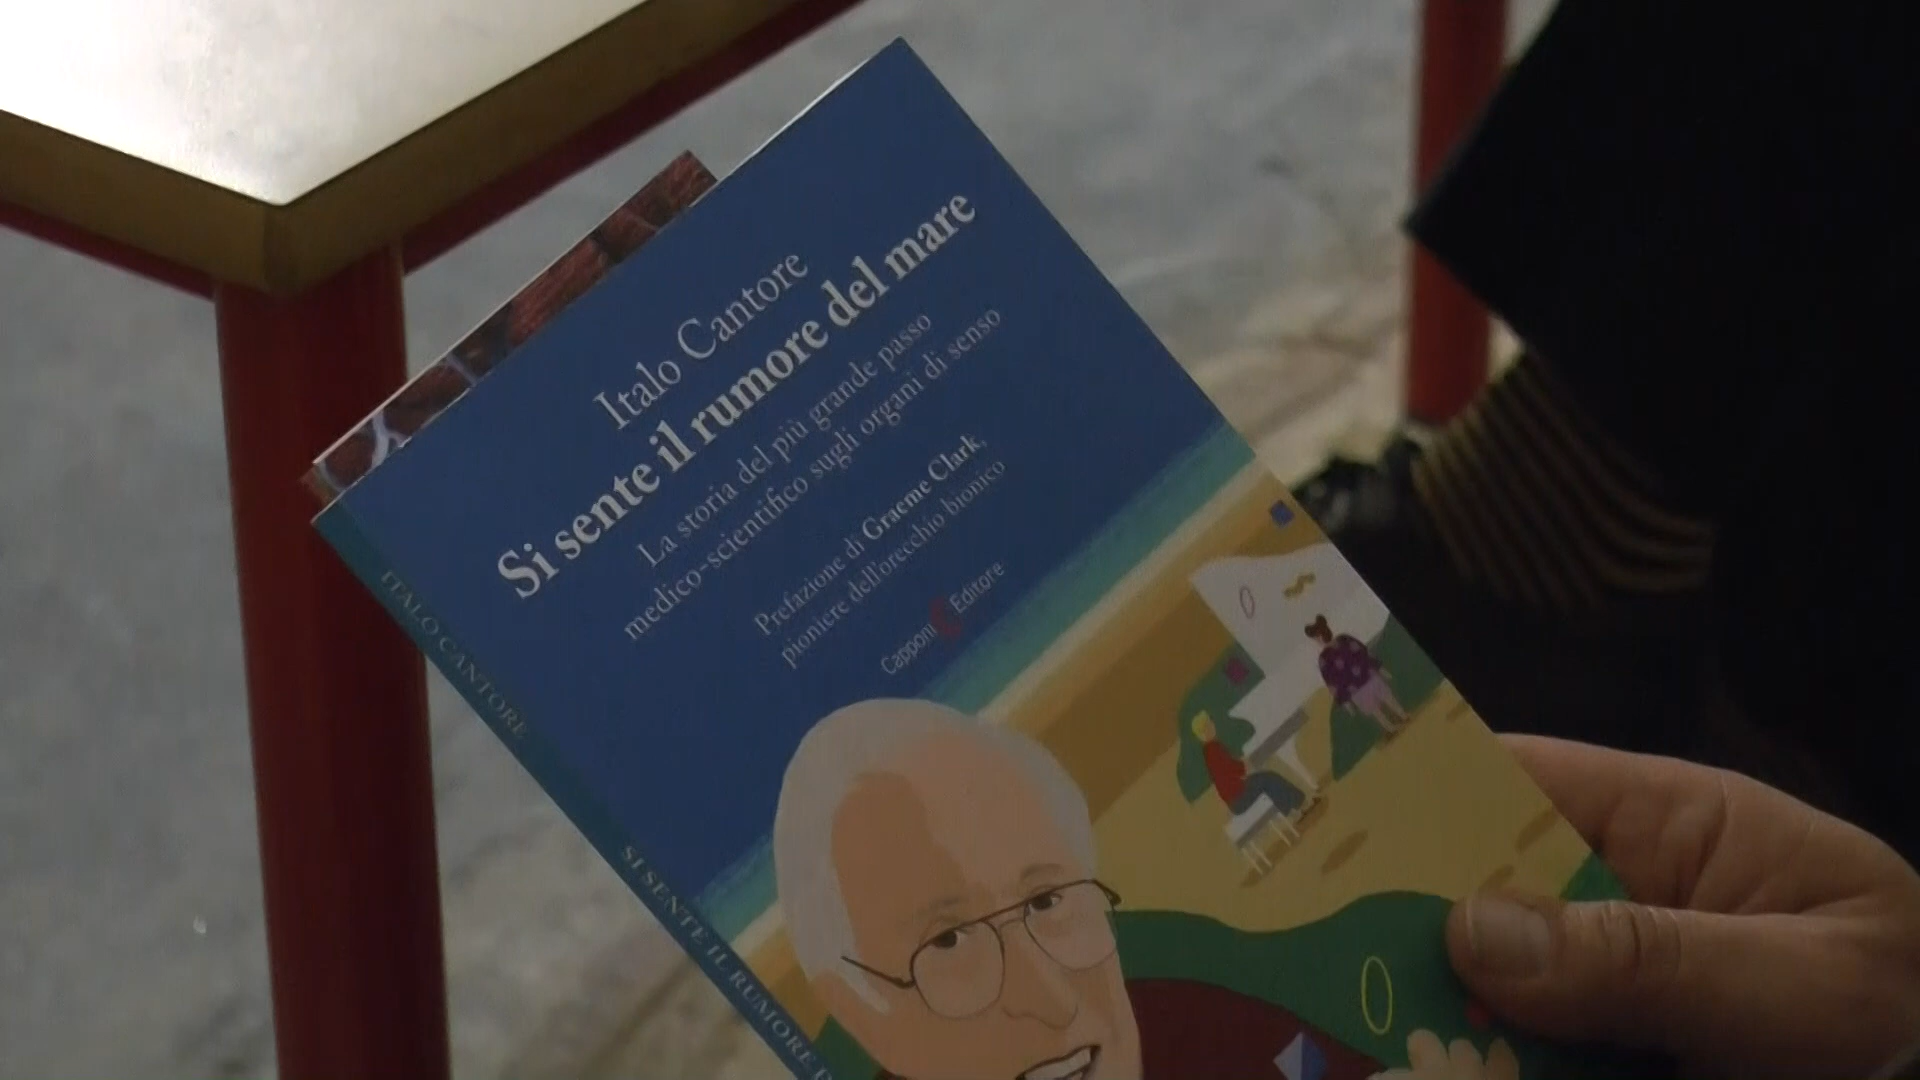 Italo Cantore
Si sente il rumore del mare
La storia del più grande passo
medico-scientifico sugli organi di senso
Prefazione di Graeme Clark,
pioniere dell'orecchio bionico
Capponi Editore
ITALO CANTORE
SI SENTE IL RUMORE D